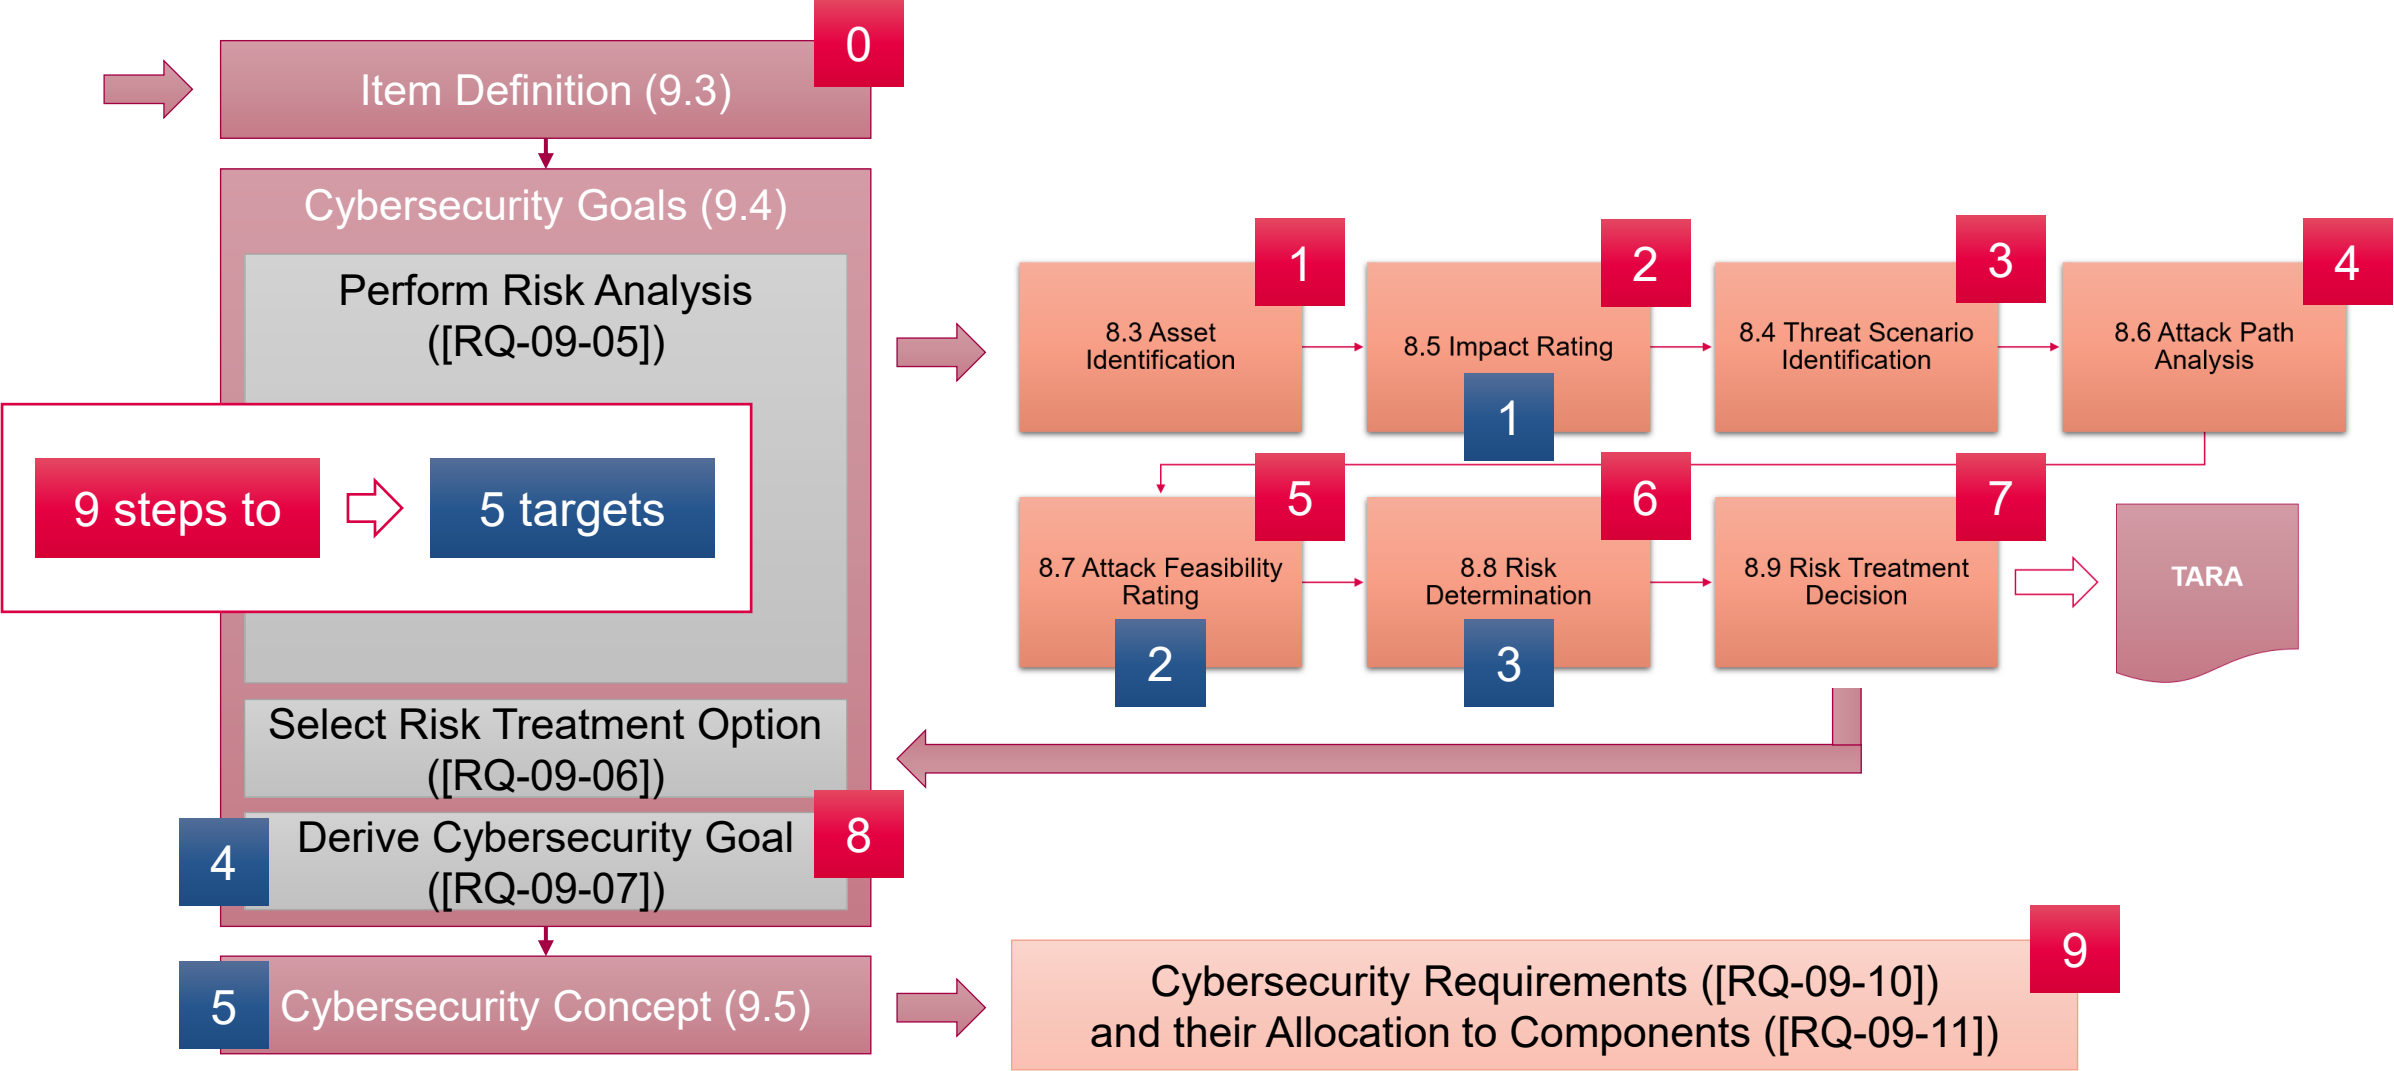 0
Item Definition (9.3)
Cybersecurity Goals (9.4)
Perform Risk Analysis
([RQ-09-05])
9 steps to
5 targets
Select Risk Treatment Option
([RQ-09-06])
8
4
Derive Cybersecurity Goal
([RQ-09-07])
5
Cybersecurity Concept (9.5)
1
8.3 Asset
Identification
2
8.5 Impact Rating
1
3
8.4 Threat Scenario
Identification
4
8.6 Attack Path
Analysis
5
8.7 Attack Feasibility
Rating
2
6
8.8 Risk
Determination
3
7
8.9 Risk Treatment
Decision
TARA
9
Cybersecurity Requirements ([RQ-09-10])
and their Allocation to Components ([RQ-09-11])